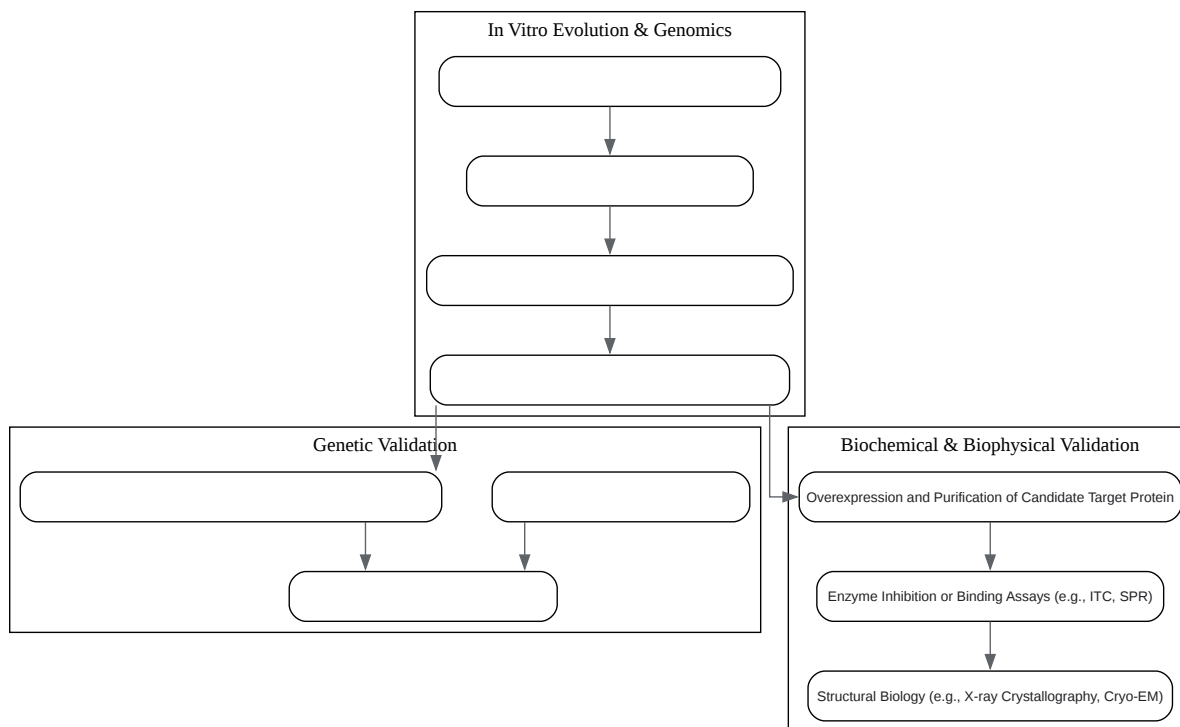 In Vitro Evolution & Genomics
Genetic Validation
Biochemical & Biophysical Validation
Overexpression and Purification of Candidate Target Protein
Enzyme Inhibition or Binding Assays (e.g., ITC, SPR)
Structural Biology (e.g., X-ray Crystallography, Cryo-EM)